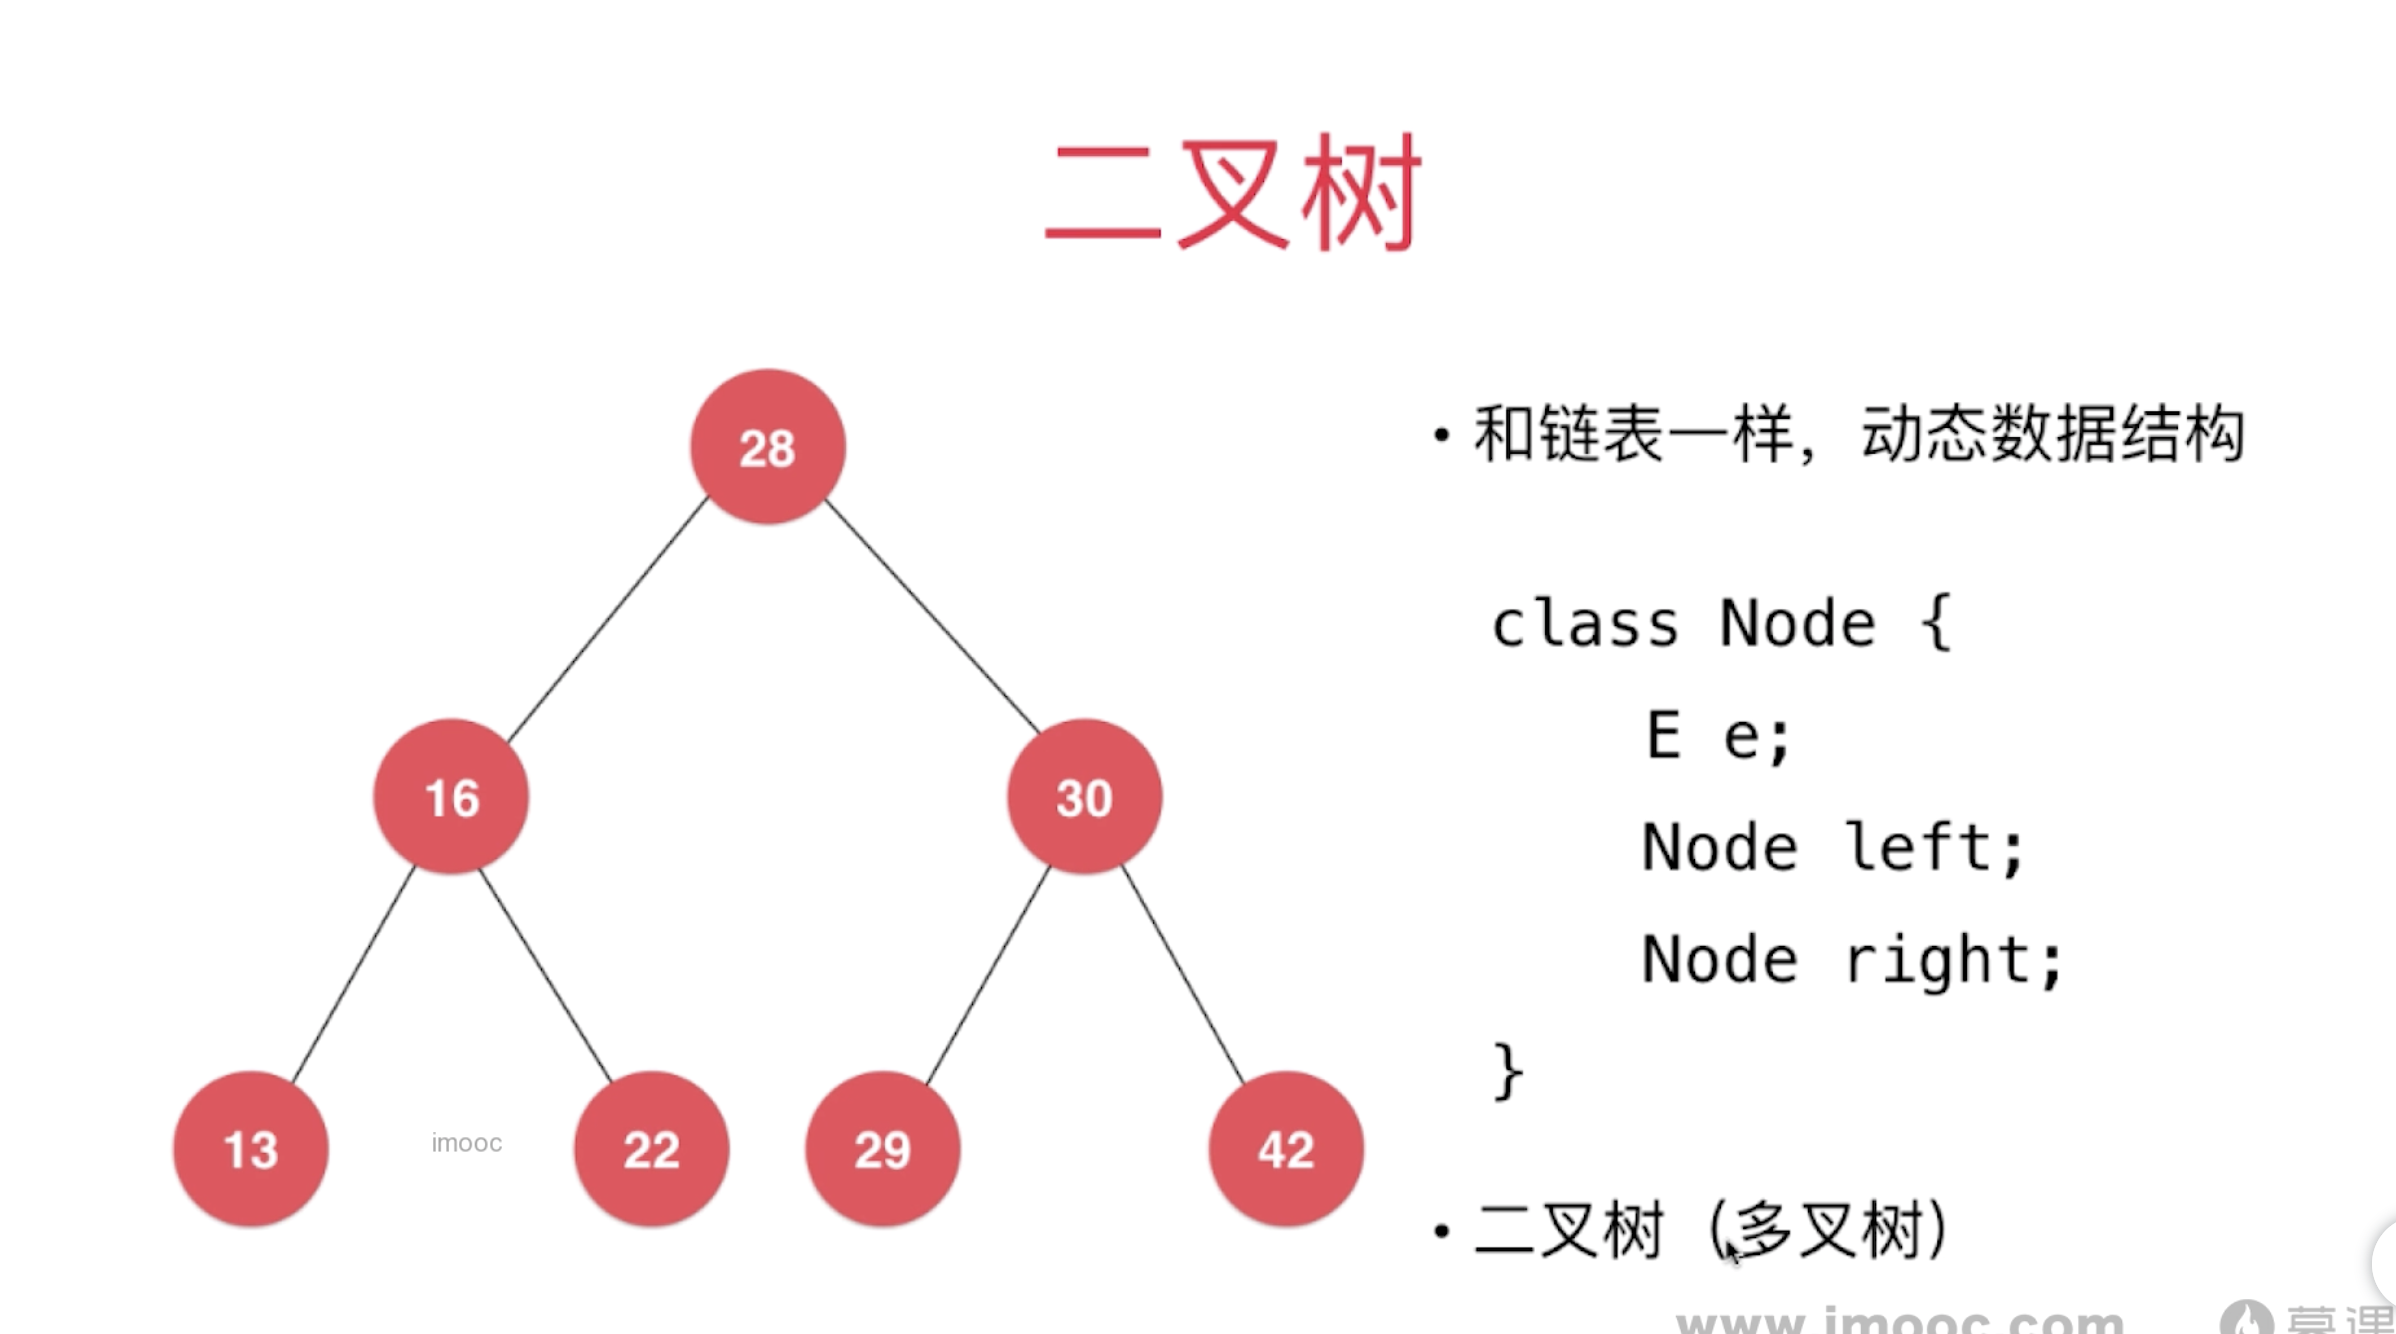 二叉树
28
16
30
13
22
29
42
imooc
• 和链表一样，动态数据结构
class Node {
E e;
Node left;
Node right;
}
• 二叉树（多叉树）
www.imooc.com
慕课